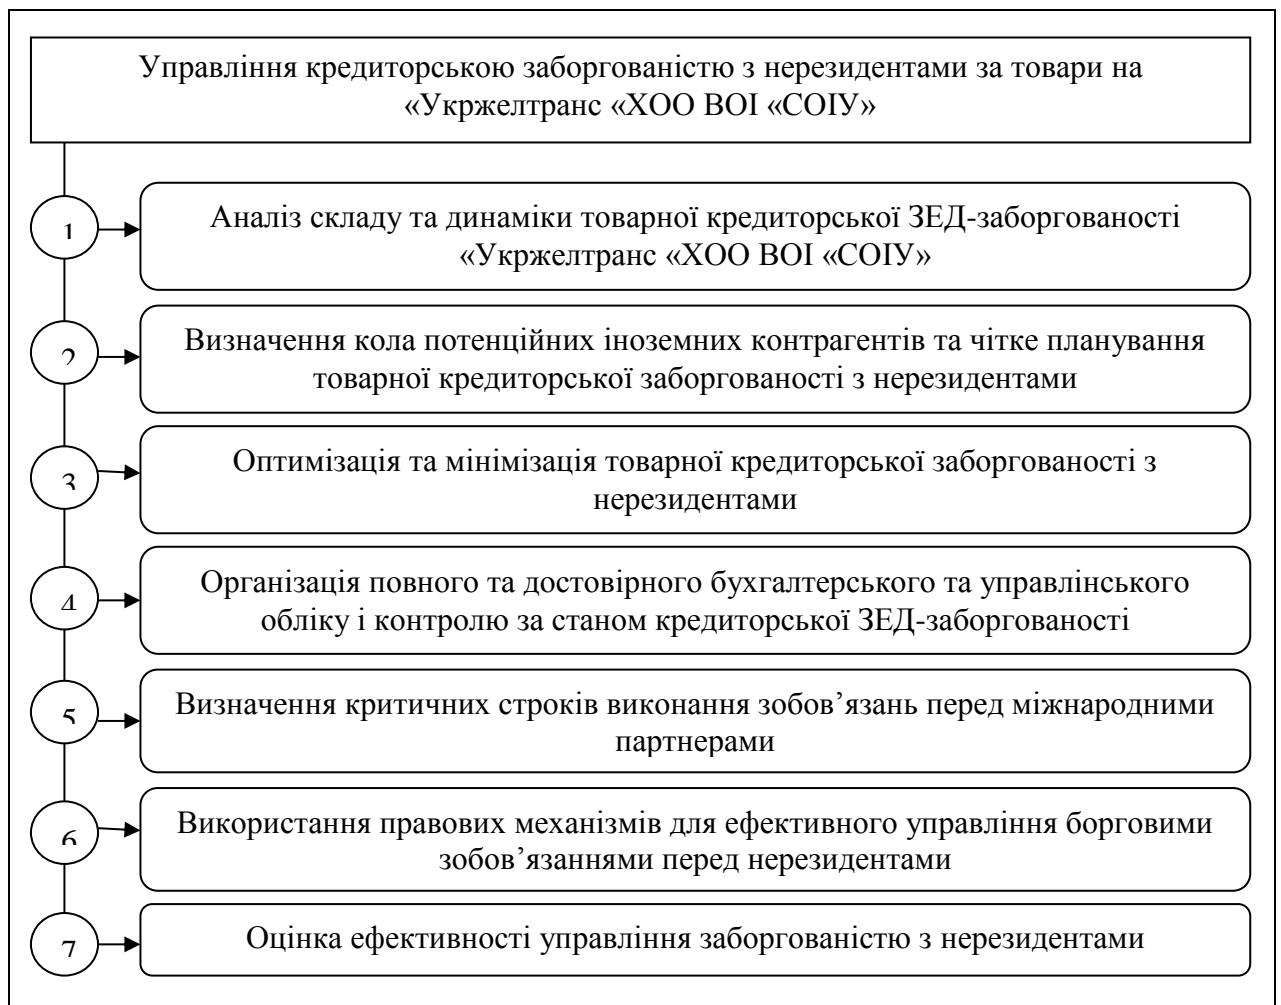 Управління кредиторською заборгованістю з нерезидентами за товари на
«Укржелтранс «ХОО ВОІ «СОІУ»
1
Аналіз складу та динаміки товарної кредиторської ЗЕД-заборгованості
«Укржелтранс «ХОО ВОІ «СОІУ»
2
Визначення кола потенційних іноземних контрагентів та чітке планування
товарної кредиторської заборгованості з нерезидентами
3
Оптимізація та мінімізація товарної кредиторської заборгованості з
нерезидентами
4
Організація повного та достовірного бухгалтерського та управлінського
обліку і контролю за станом кредиторської ЗЕД-заборгованості
5
Визначення критичних строків виконання зобов’язань перед міжнародними
партнерами
6
Використання правових механізмів для ефективного управління борговими
зобов’язаннями перед нерезидентами
7
Оцінка ефективності управління заборгованістю з нерезидентами